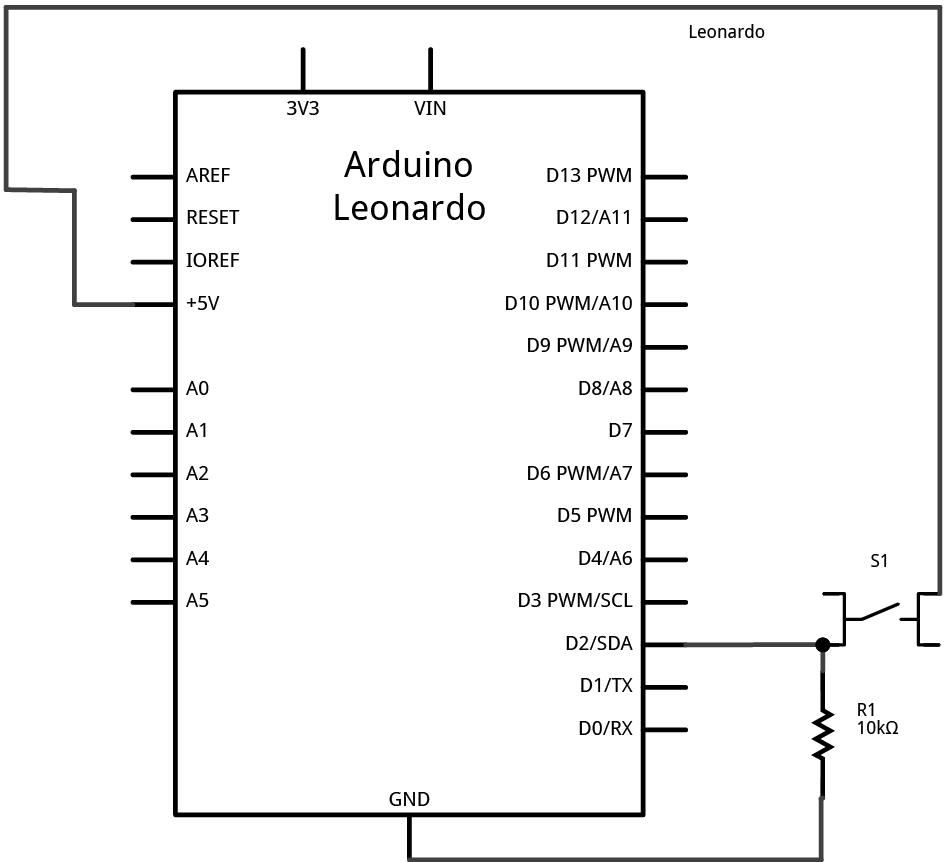 Leonardo
3V3
VIN
Arduino
Leonardo
AREF
RESET
IOREF
+5V
A0
A1
A2
A3
A4
A5
D13 PWM
D12/A11
D11 PWM
D10 PWM/A10
D9 PWM/A9
D8/A8
D7
D6 PWM/A7
D5 PWM
D4/A6
D3 PWM/SCL
D2/SDA
D1/TX
D0/RX
GND
S1
R1
10kΩ